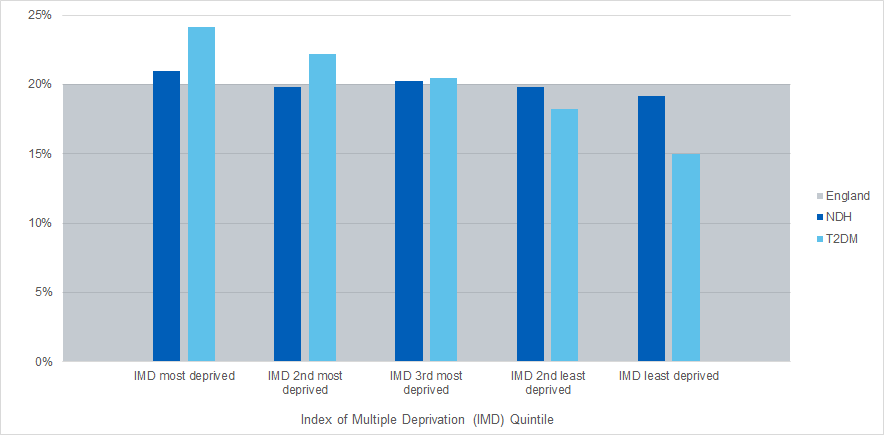 25%
20%
15%
10%
5%
0%
IMD most deprived
IMD 2nd most
deprived
IMD 3rd most
deprived
IMD 2nd least
deprived
IMD least deprived
Index of Multiple Deprivation (IMD) Quintile
England
NDH
T2DM